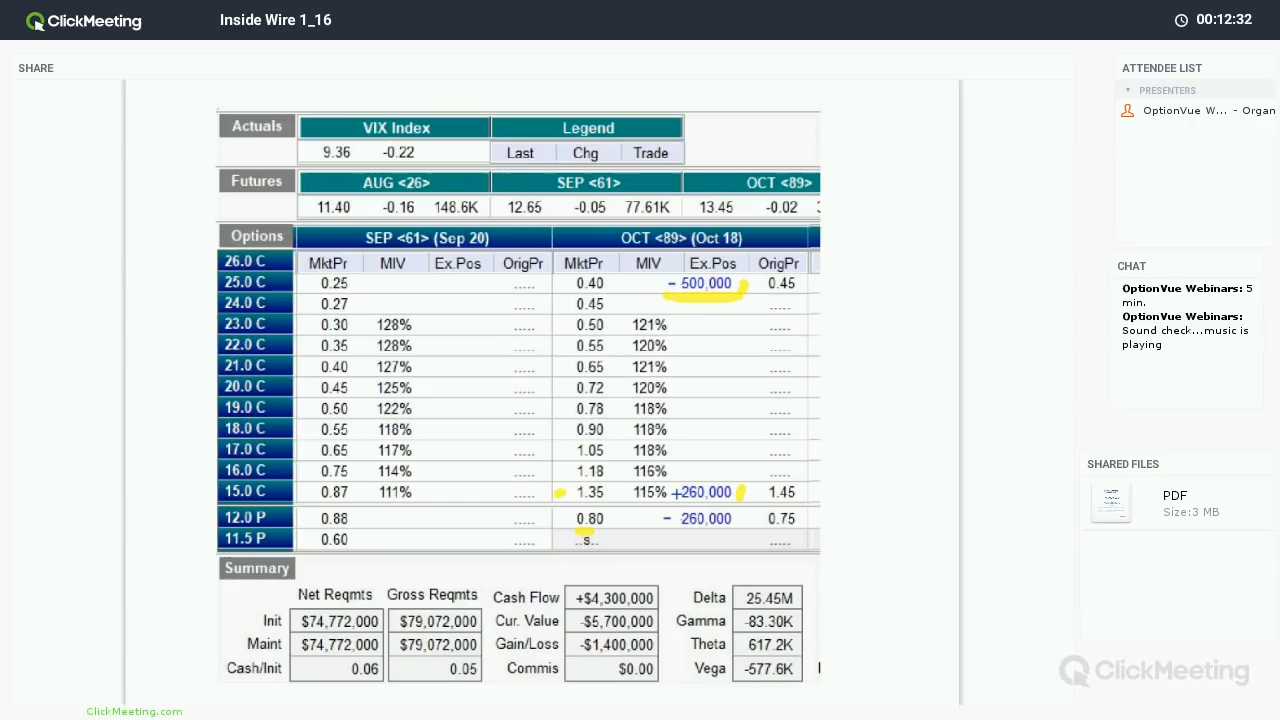 ClickMeeting Inside Wire 1_16 00:12:32
SHARE
ATTENDEE LIST
PRESENTERS
OptionVue W... - Organ
Actuals VIX Index Legend
9.36 -0.22 Last Chg Trade
Futures AUG <26> SEP <61> OCT <89>
11.40 -0.16 148.6K 12.65 -0.05 77.61K 13.45 -0.02
Options SEP <61> (Sep 20) OCT <89> (Oct 18)
26.0 C MktPr MIV Ex.Pos OrigPr MktPr MIV Ex.Pos OrigPr
25.0 C 0.25 ..... 0.40 - 500,000 0.45
24.0 C 0.27 ..... 0.45 .....
23.0 C 0.30 128% ..... 0.50 121% .....
22.0 C 0.35 128% ..... 0.55 120% .....
21.0 C 0.40 127% ..... 0.65 121% .....
20.0 C 0.45 125% ..... 0.72 120% .....
19.0 C 0.50 122% ..... 0.78 118% .....
18.0 C 0.55 118% ..... 0.90 118% .....
17.0 C 0.65 117% ..... 1.05 118% .....
16.0 C 0.75 114% ..... 1.18 116% .....
15.0 C 0.87 111% ..... 1.35 115% +260,000 1.45
12.0 P 0.88 ..... 0.80 - 260,000 0.75
11.5 P 0.60 ..... ..s.. .....
Summary
Net Reqmts Gross Reqmts Cash Flow +$4,300,000 Delta 25.45M
Init $74,772,000 $79,072,000 Cur. Value -$5,700,000 Gamma -83.30K
Maint $74,772,000 $79,072,000 Gain/Loss -$1,400,000 Theta 617.2K
Cash/Init 0.06 0.05 Commis $0.00 Vega -577.6K
CHAT
OptionVue Webinars: 5
min.
OptionVue Webinars:
Sound check...music is
playing
SHARED FILES
PDF
Size:3 MB
ClickMeeting
ClickMeeting.com